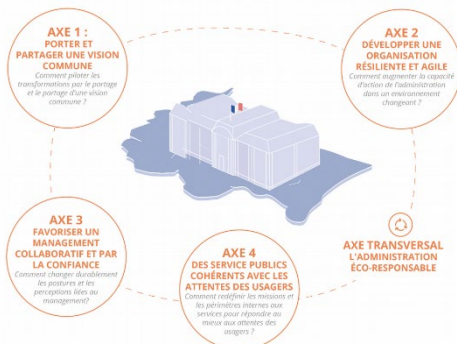 AXE 1 :
PORTER ET
PARTAGER UNE VISION
COMMUNE
Comment piloter les
transformations par le partage
et le partage d'une vision
commune ?
AXE 2
DÉVELOPPER UNE
ORGANISATION
RÉSILIENTE ET AGILE
Comment augmenter la capacité
d'action de l'administration
dans un environnement
changeant ?
AXE 3
FAVORISER UN
MANAGEMENT
COLLABORATIF ET PAR
LA CONFIANCE
Comment changer durablement
les postures et les
perceptions liées au
management?
AXE 4
DES SERVICE PUBLICS
COHÉRENTS AVEC LES
ATTENTES DES USAGERS
Comment redéfinir les missions et
les périmètres internes aux
services pour répondre au
mieux aux attentes des
usagers ?
AXE TRANSVERSAL
L'ADMINISTRATION
ÉCO-RESPONSABLE